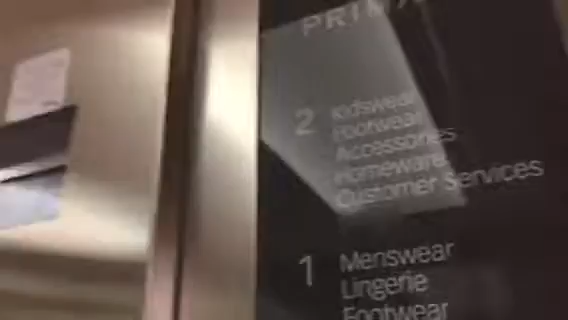 2 Kidswear
Footwear
Accessories
Homeware
Customer Services
1 Menswear
Lingerie
Footwear